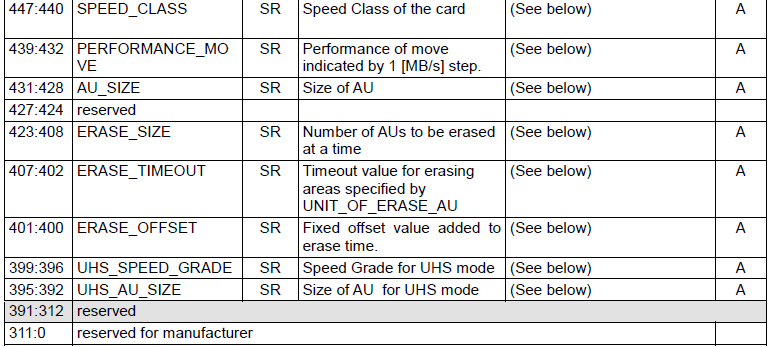 447:440 SPEED_CLASS SR Speed Class of the card (See below) A
439:432 PERFORMANCE_MO SR Performance of move (See below) A
VE indicated by 1 [MB/s] step.
431:428 AU_SIZE SR Size of AU (See below) A
427:424 reserved
423:408 ERASE_SIZE SR Number of AUs to be erased (See below) A
at a time
407:402 ERASE_TIMEOUT SR Timeout value for erasing (See below) A
areas specified by
UNIT_OF_ERASE_AU
401:400 ERASE_OFFSET SR Fixed offset value added to (See below) A
erase time.
399:396 UHS_SPEED_GRADE SR Speed Grade for UHS mode (See below) A
395:392 UHS_AU_SIZE SR Size of AU for UHS mode (See below) A
391:312 reserved
311:0 reserved for manufacturer